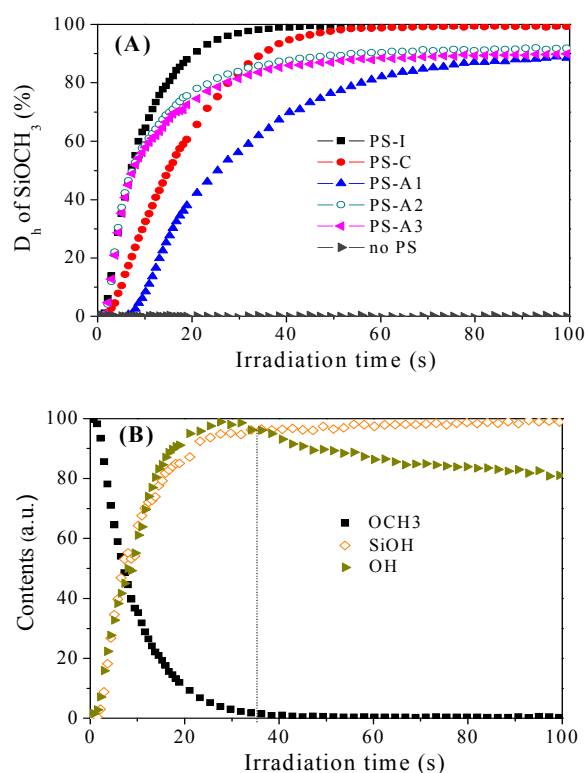 (A)
D_h of SiOCH_3 (%)
100
80
60
40
20
0
PS-I
PS-C
PS-A1
PS-A2
PS-A3
no PS
0 20 40 60 80 100
Irradiation time (s)
(B)
Contents (a.u.)
100
80
60
40
20
0
OCH3
SiOH
OH
0 20 40 60 80 100
Irradiation time (s)